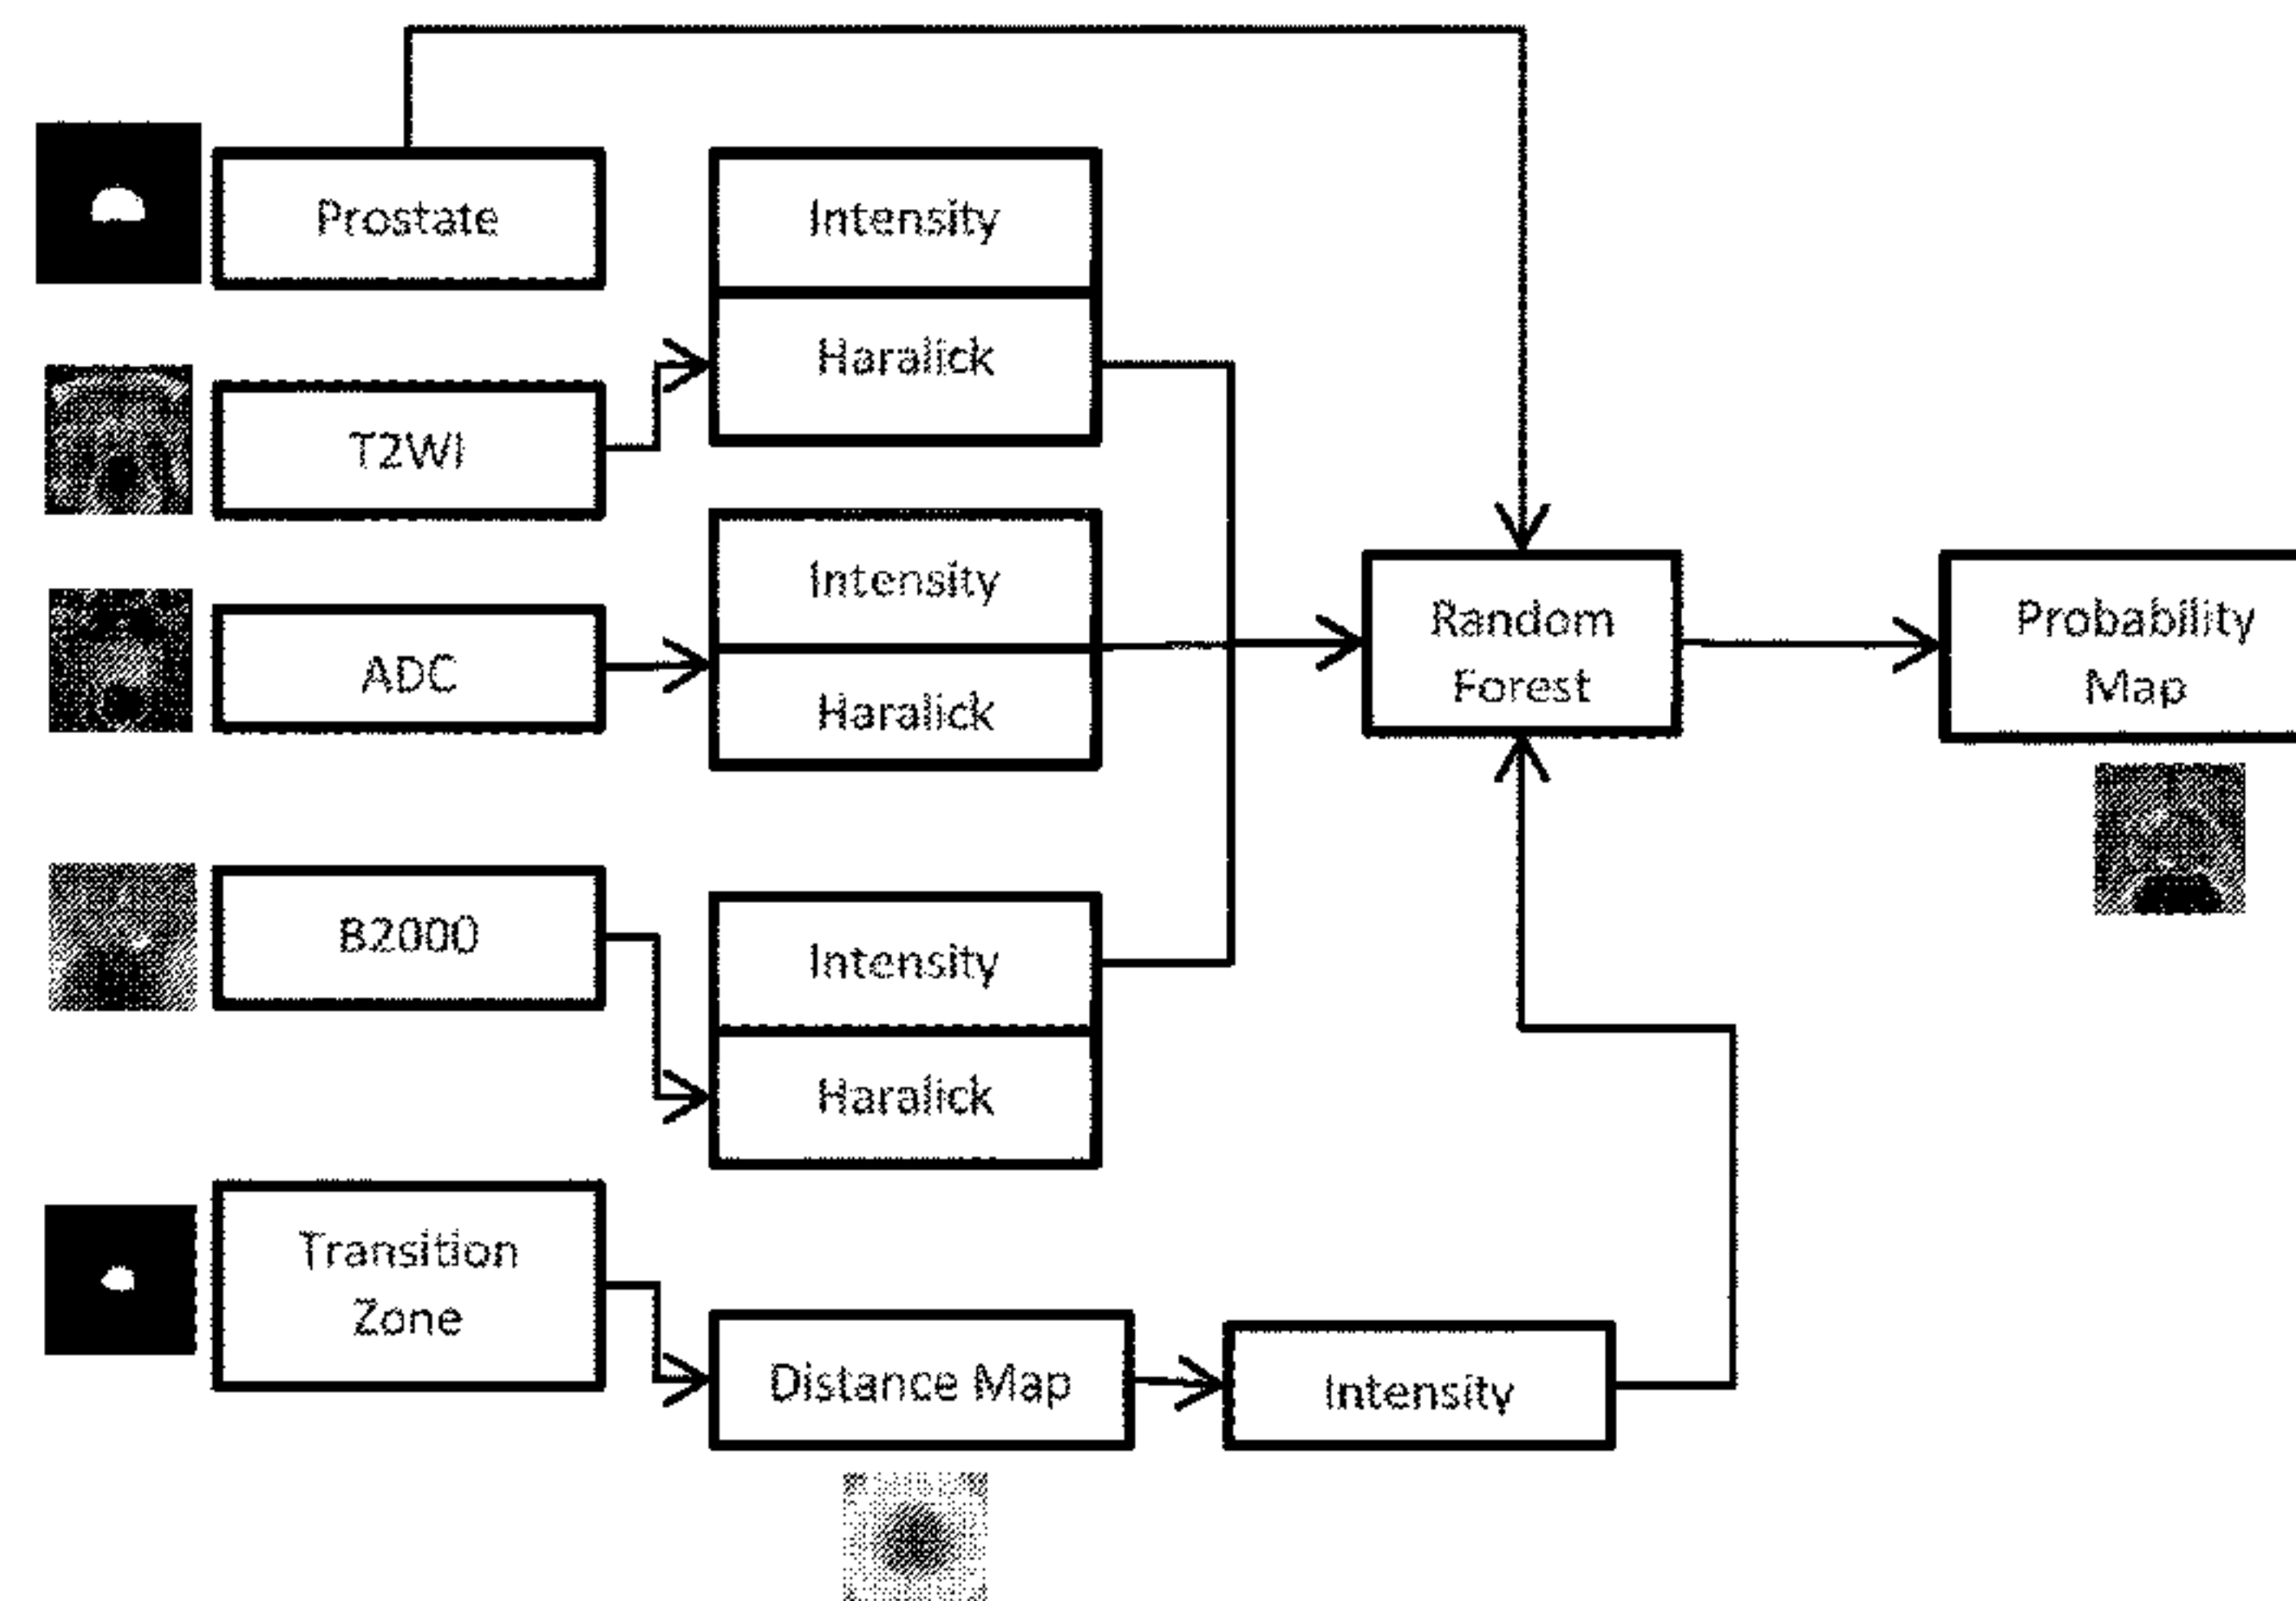 Prostate
Intensity
Haralick
T2WI
Intensity
Haralick
ADC
Random
Forest
Probability
Map
B2000
Intensity
Haralick
Transition
Zone
Distance Map
Intensity